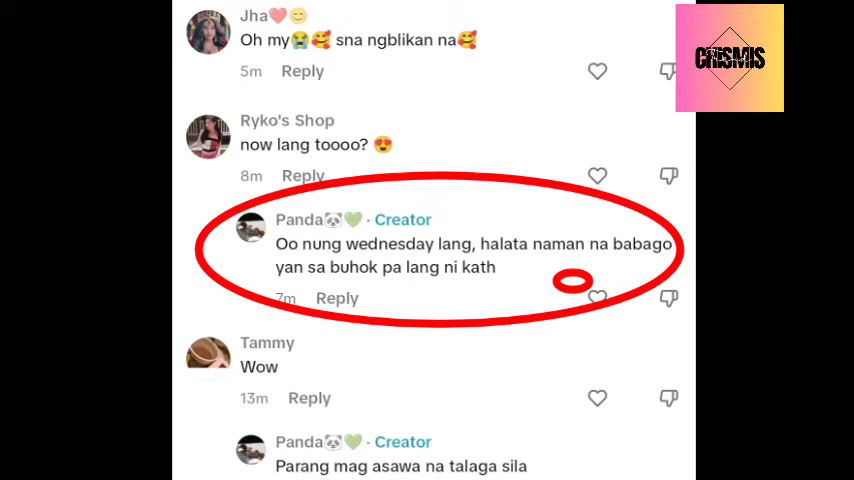 Jha❤️😊
Oh my😭🥰 sna ngblikan na🥰
5m Reply
CHISMIS
Ryko's Shop
now lang toooo? 😍
8m Reply
Panda🐼💚 · Creator
Oo nung wednesday lang, halata naman na babago
yan sa buhok pa lang ni kath
7m Reply
Tammy
Wow
13m Reply
Panda🐼💚 · Creator
Parang mag asawa na talaga sila